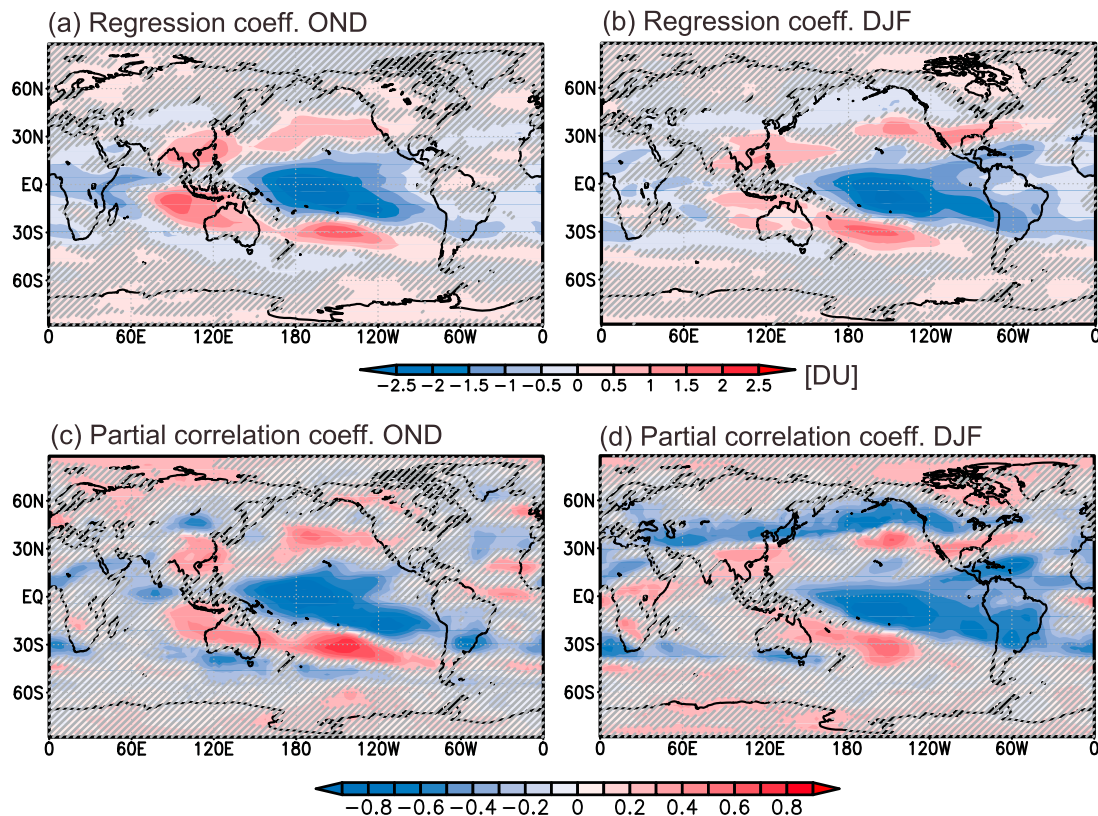 (a) Regression coeff. OND
(b) Regression coeff. DJF
60N
30N
EQ
30S
60S
0 60E 120E 180 120W 60W 0
60N
30N
EQ
30S
60S
0 60E 120E 180 120W 60W 0
-2.5 -2 -1.5 -1 -0.5 0 0.5 1 1.5 2 2.5 [DU]
(c) Partial correlation coeff. OND
(d) Partial correlation coeff. DJF
60N
30N
EQ
30S
60S
0 60E 120E 180 120W 60W 0
60N
30N
EQ
30S
60S
0 60E 120E 180 120W 60W 0
-0.8 -0.6 -0.4 -0.2 0 0.2 0.4 0.6 0.8